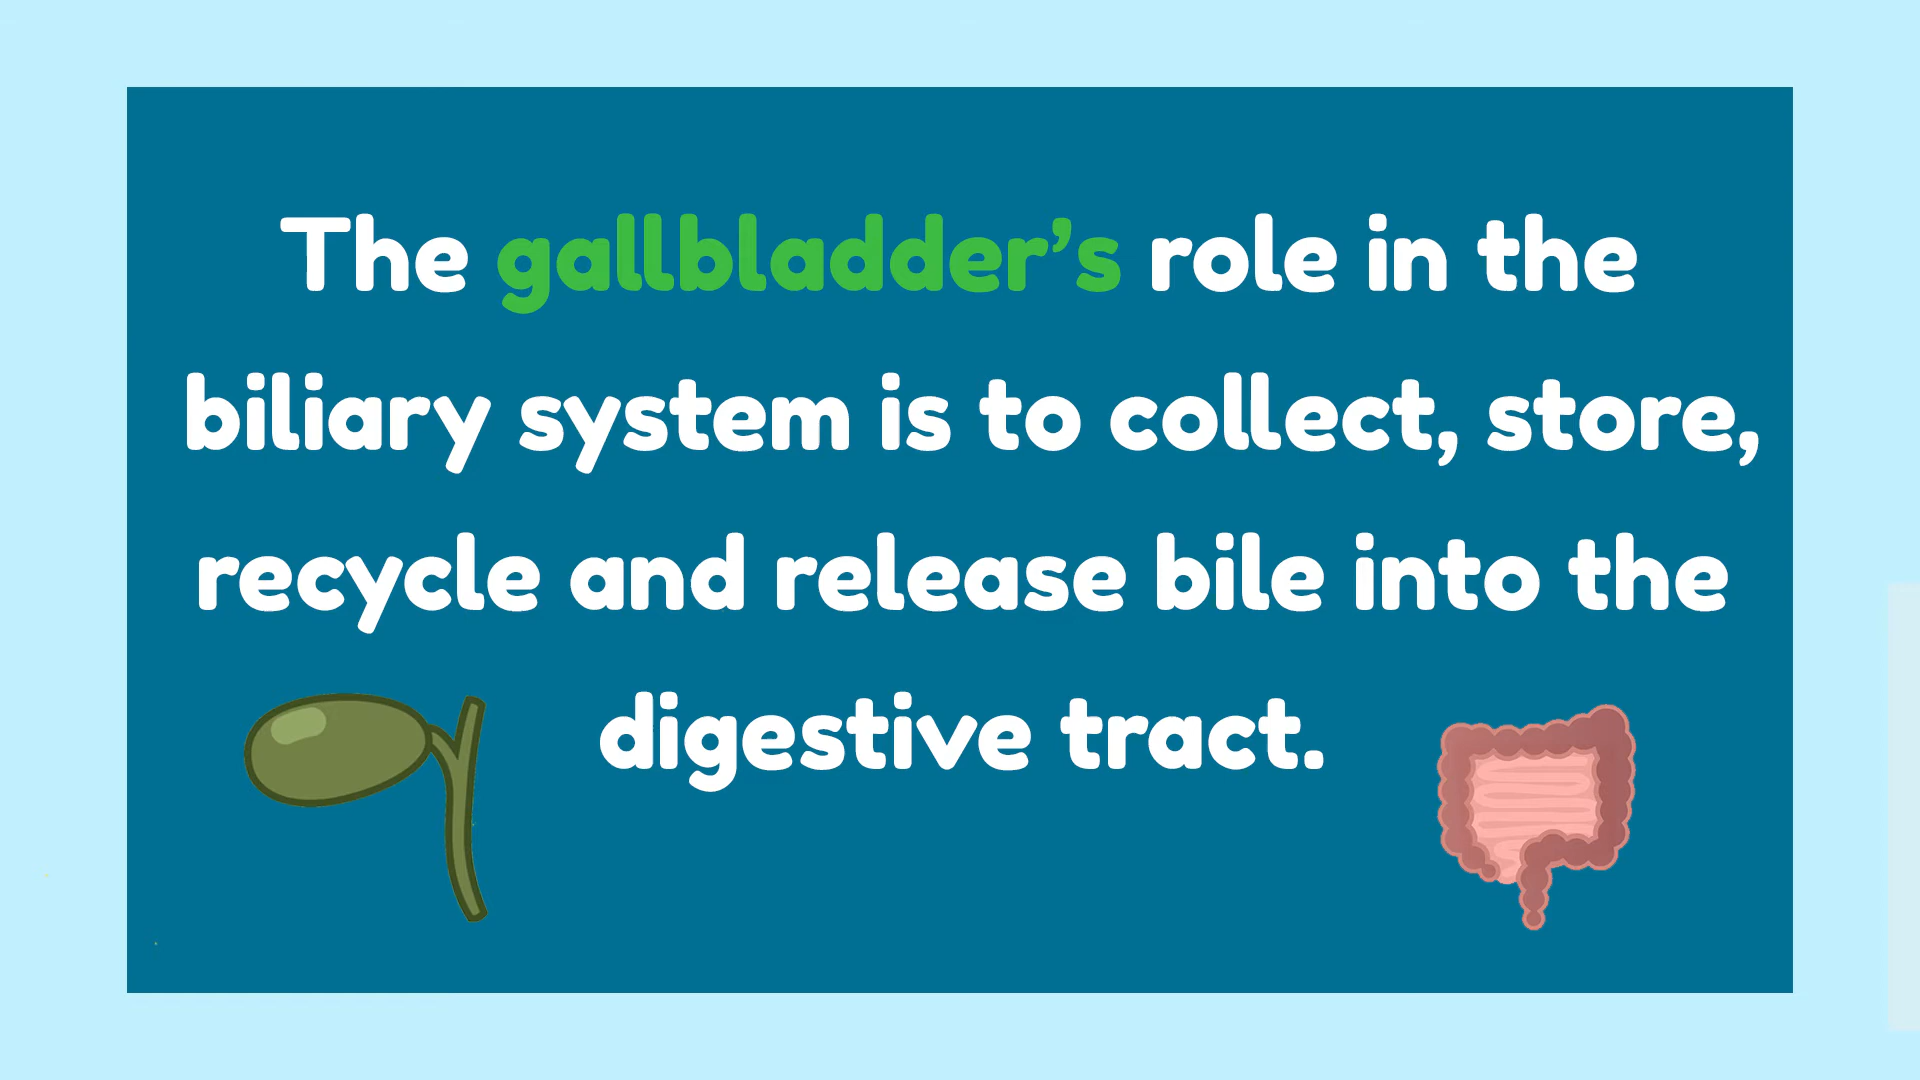 The gallbladder’s role in the
biliary system is to collect, store,
recycle and release bile into the
digestive tract.